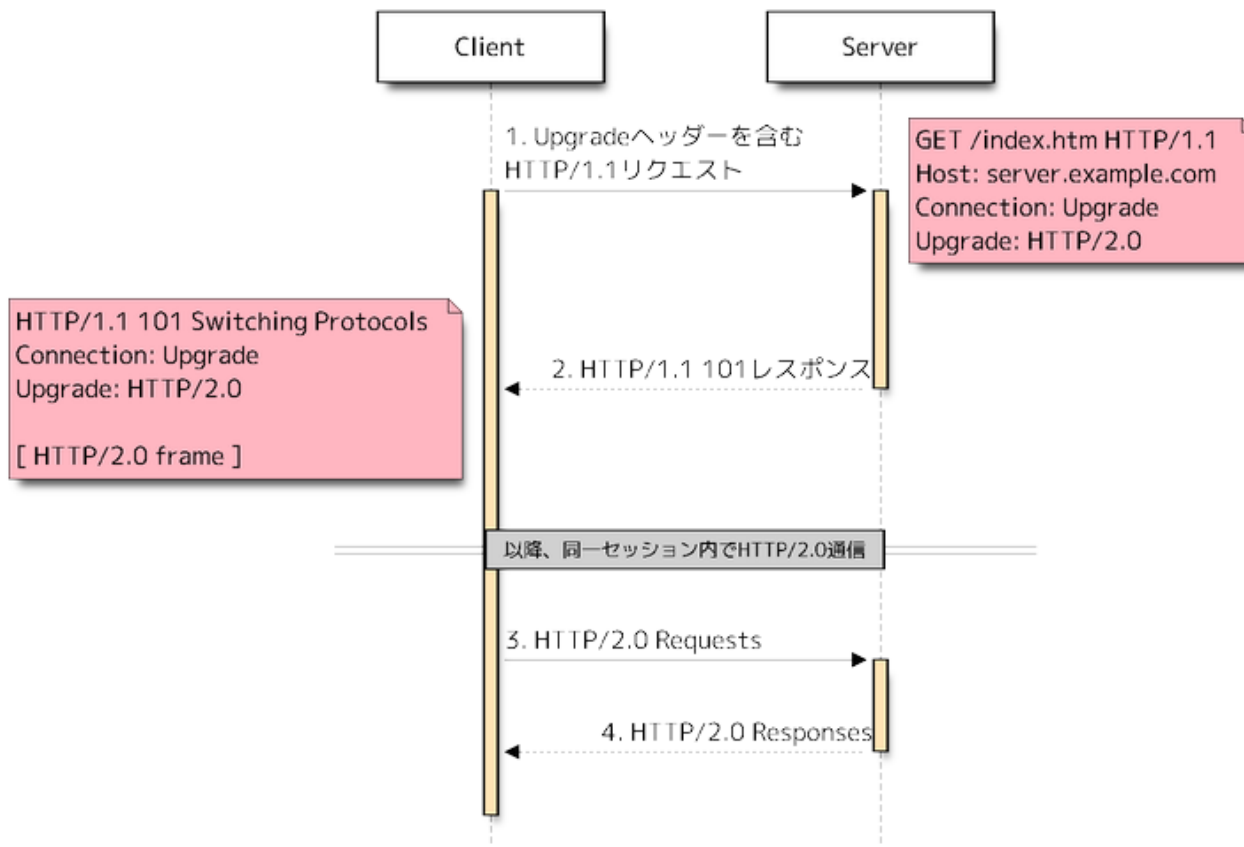 Client
Server
1. Upgradeヘッダーを含む
HTTP/1.1リクエスト
GET /index.htm HTTP/1.1
Host: server.example.com
Connection: Upgrade
Upgrade: HTTP/2.0
HTTP/1.1 101 Switching Protocols
Connection: Upgrade
Upgrade: HTTP/2.0
[ HTTP/2.0 frame ]
2. HTTP/1.1 101レスポンス
以降、同一セッション内でHTTP/2.0通信
3. HTTP/2.0 Requests
4. HTTP/2.0 Responses